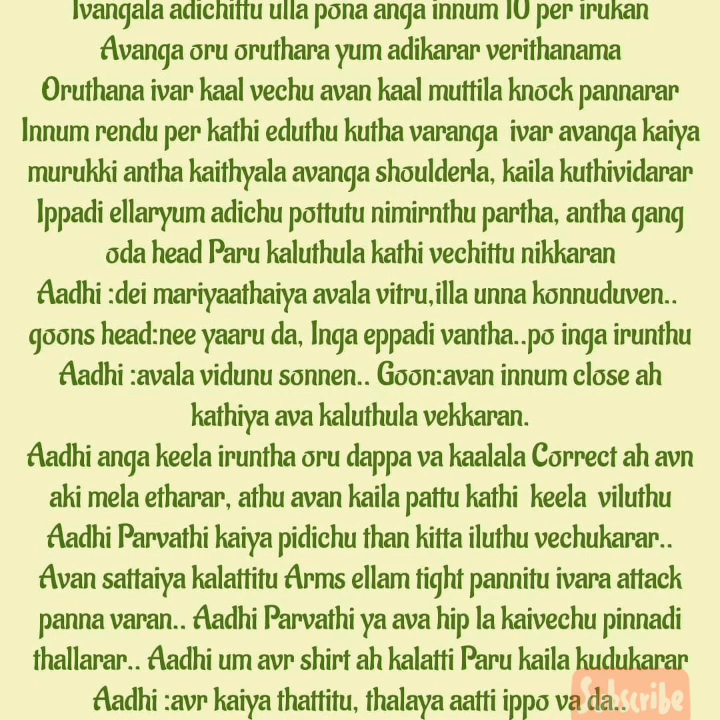 Ivangala adichittu ulla pona anga innum 10 per irukan
Avanga oru oruthara yum adikarar verithanama
Oruthana ivar kaal vechu avan kaal muttila knock pannarar
Innum rendu per kathi eduthu kutha varanga ivar avanga kaiya
murukki antha kaithyala avanga shoulderla, kaila kuthividarar
Ippadi ellaryum adichu pottutu nimirnthu partha, antha gang
oda head Paru kaluthula kathi vechittu nikkaran
Aadhi :dei mariyaathaiya avala vitru,illa unna konnuduven..
goons head:nee yaaru da, Inga eppadi vantha..po inga irunthu
Aadhi :avala vidunu sonnen.. Goon:avan innum close ah
kathiya ava kaluthula vekkaran.
Aadhi anga keela iruntha oru dappa va kaalala Correct ah avn
aki mela etharar, athu avan kaila pattu kathi keela viluthu
Aadhi Parvathi kaiya pidichu than kitta iluthu vechukarar..
Avan sattaiya kalattitu Arms ellam tight pannitu ivara attack
panna varan.. Aadhi Parvathi ya ava hip la kaivechu pinnadi
thallarar.. Aadhi um avr shirt ah kalatti Paru kaila kudukarar
Aadhi :avr kaiya thattitu, thalaya aatti ippo va da..
Subscribe